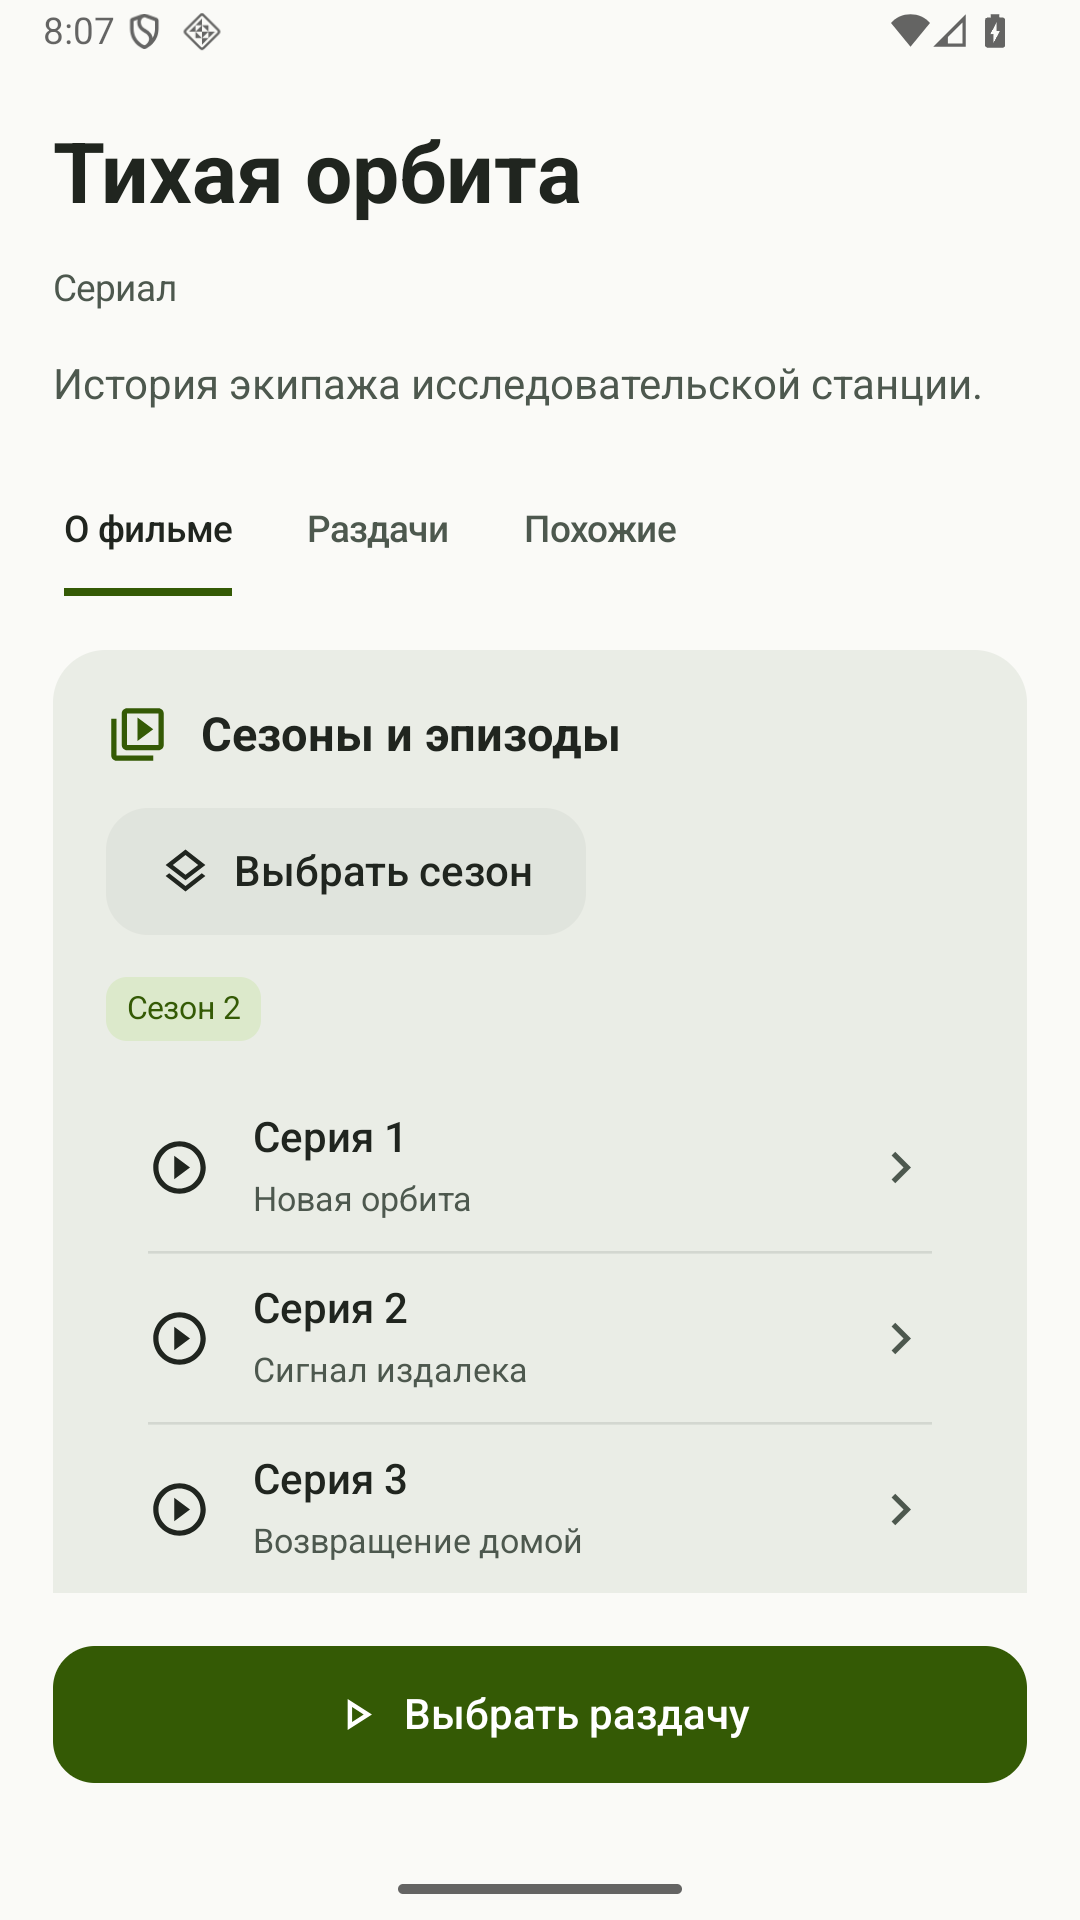 8:07
Тихая орбита
Сериал
История экипажа исследовательской станции.
О фильме Раздачи Похожие
Сезоны и эпизоды
Выбрать сезон
Сезон 2
Серия 1
Новая орбита
Серия 2
Сигнал издалека
Серия 3
Возвращение домой
Выбрать раздачу